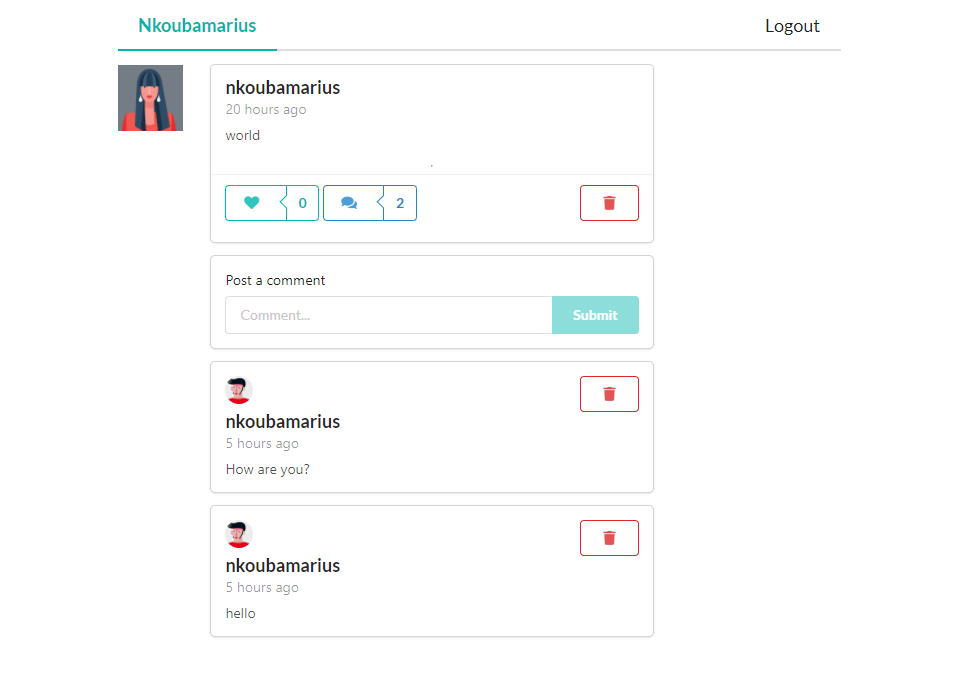 Nkoubamarius
Logout
nkoubamarius
20 hours ago
world
0
2
Post a comment
Comment...
Submit
nkoubamarius
5 hours ago
How are you?
nkoubamarius
5 hours ago
hello